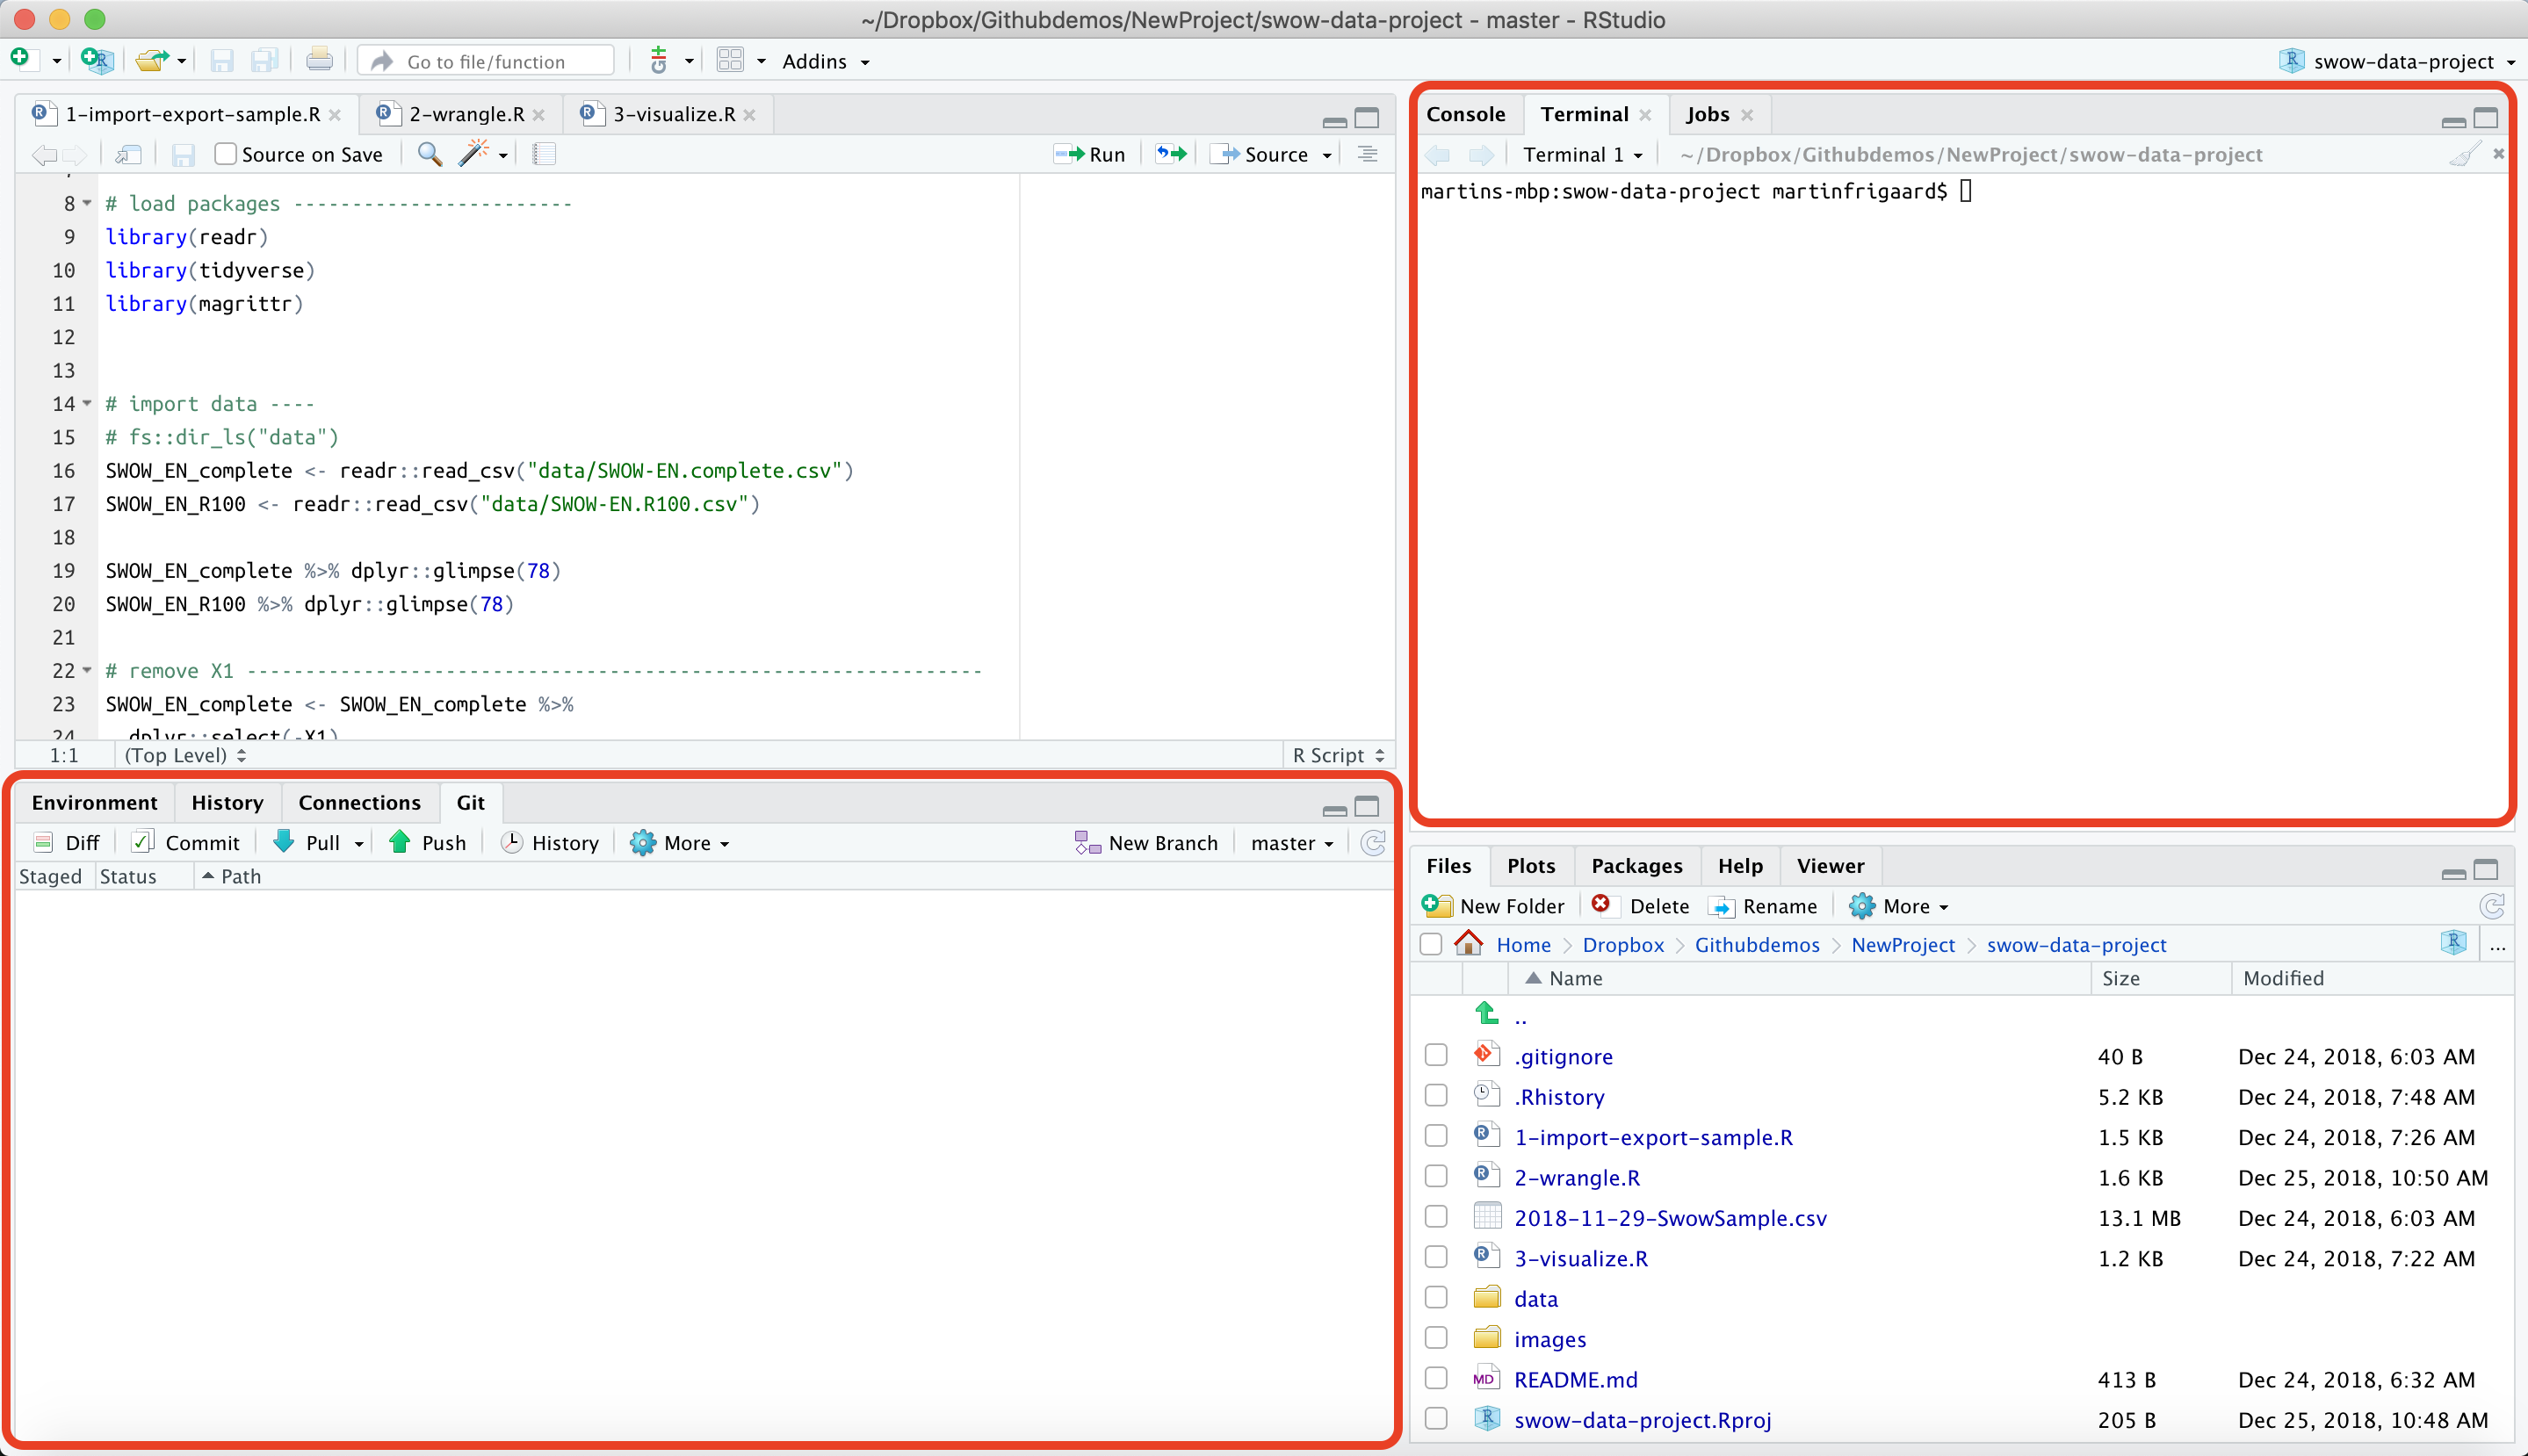 ~/Dropbox/Githubdemos/NewProject/swow-data-project - master - RStudio
Go to file/function
Addins
swow-data-project
1-import-export-sample.R
2-wrangle.R
3-visualize.R
Source on Save
Run
Source
8 # load packages ------------------------
9 library(readr)
10 library(tidyverse)
11 library(magrittr)
12
13
14 # import data ----
15 # fs::dir_ls("data")
16 SWOW_EN_complete <- readr::read_csv("data/SWOW-EN.complete.csv")
17 SWOW_EN_R100 <- readr::read_csv("data/SWOW-EN.R100.csv")
18
19 SWOW_EN_complete %>% dplyr::glimpse(78)
20 SWOW_EN_R100 %>% dplyr::glimpse(78)
21
22 # remove X1 ---------------------------------------------------------------
23 SWOW_EN_complete <- SWOW_EN_complete %>%
24 dplyr::select(-X1)
1:1 (Top Level) R Script
Console Terminal Jobs
Terminal 1 ~/Dropbox/Githubdemos/NewProject/swow-data-project
martins-mbp:swow-data-project martinfrigaard$
Environment History Connections Git
Diff Commit Pull Push History More New Branch master
Staged Status Path
Files Plots Packages Help Viewer
New Folder Delete Rename More
Home Dropbox Githubdemos NewProject swow-data-project ...
Name Size Modified
..
.gitignore 40 B Dec 24, 2018, 6:03 AM
.Rhistory 5.2 KB Dec 24, 2018, 7:48 AM
1-import-export-sample.R 1.5 KB Dec 24, 2018, 7:26 AM
2-wrangle.R 1.6 KB Dec 25, 2018, 10:50 AM
2018-11-29-SwowSample.csv 13.1 MB Dec 24, 2018, 6:03 AM
3-visualize.R 1.2 KB Dec 24, 2018, 7:22 AM
data
images
README.md 413 B Dec 24, 2018, 6:32 AM
swow-data-project.Rproj 205 B Dec 25, 2018, 10:48 AM